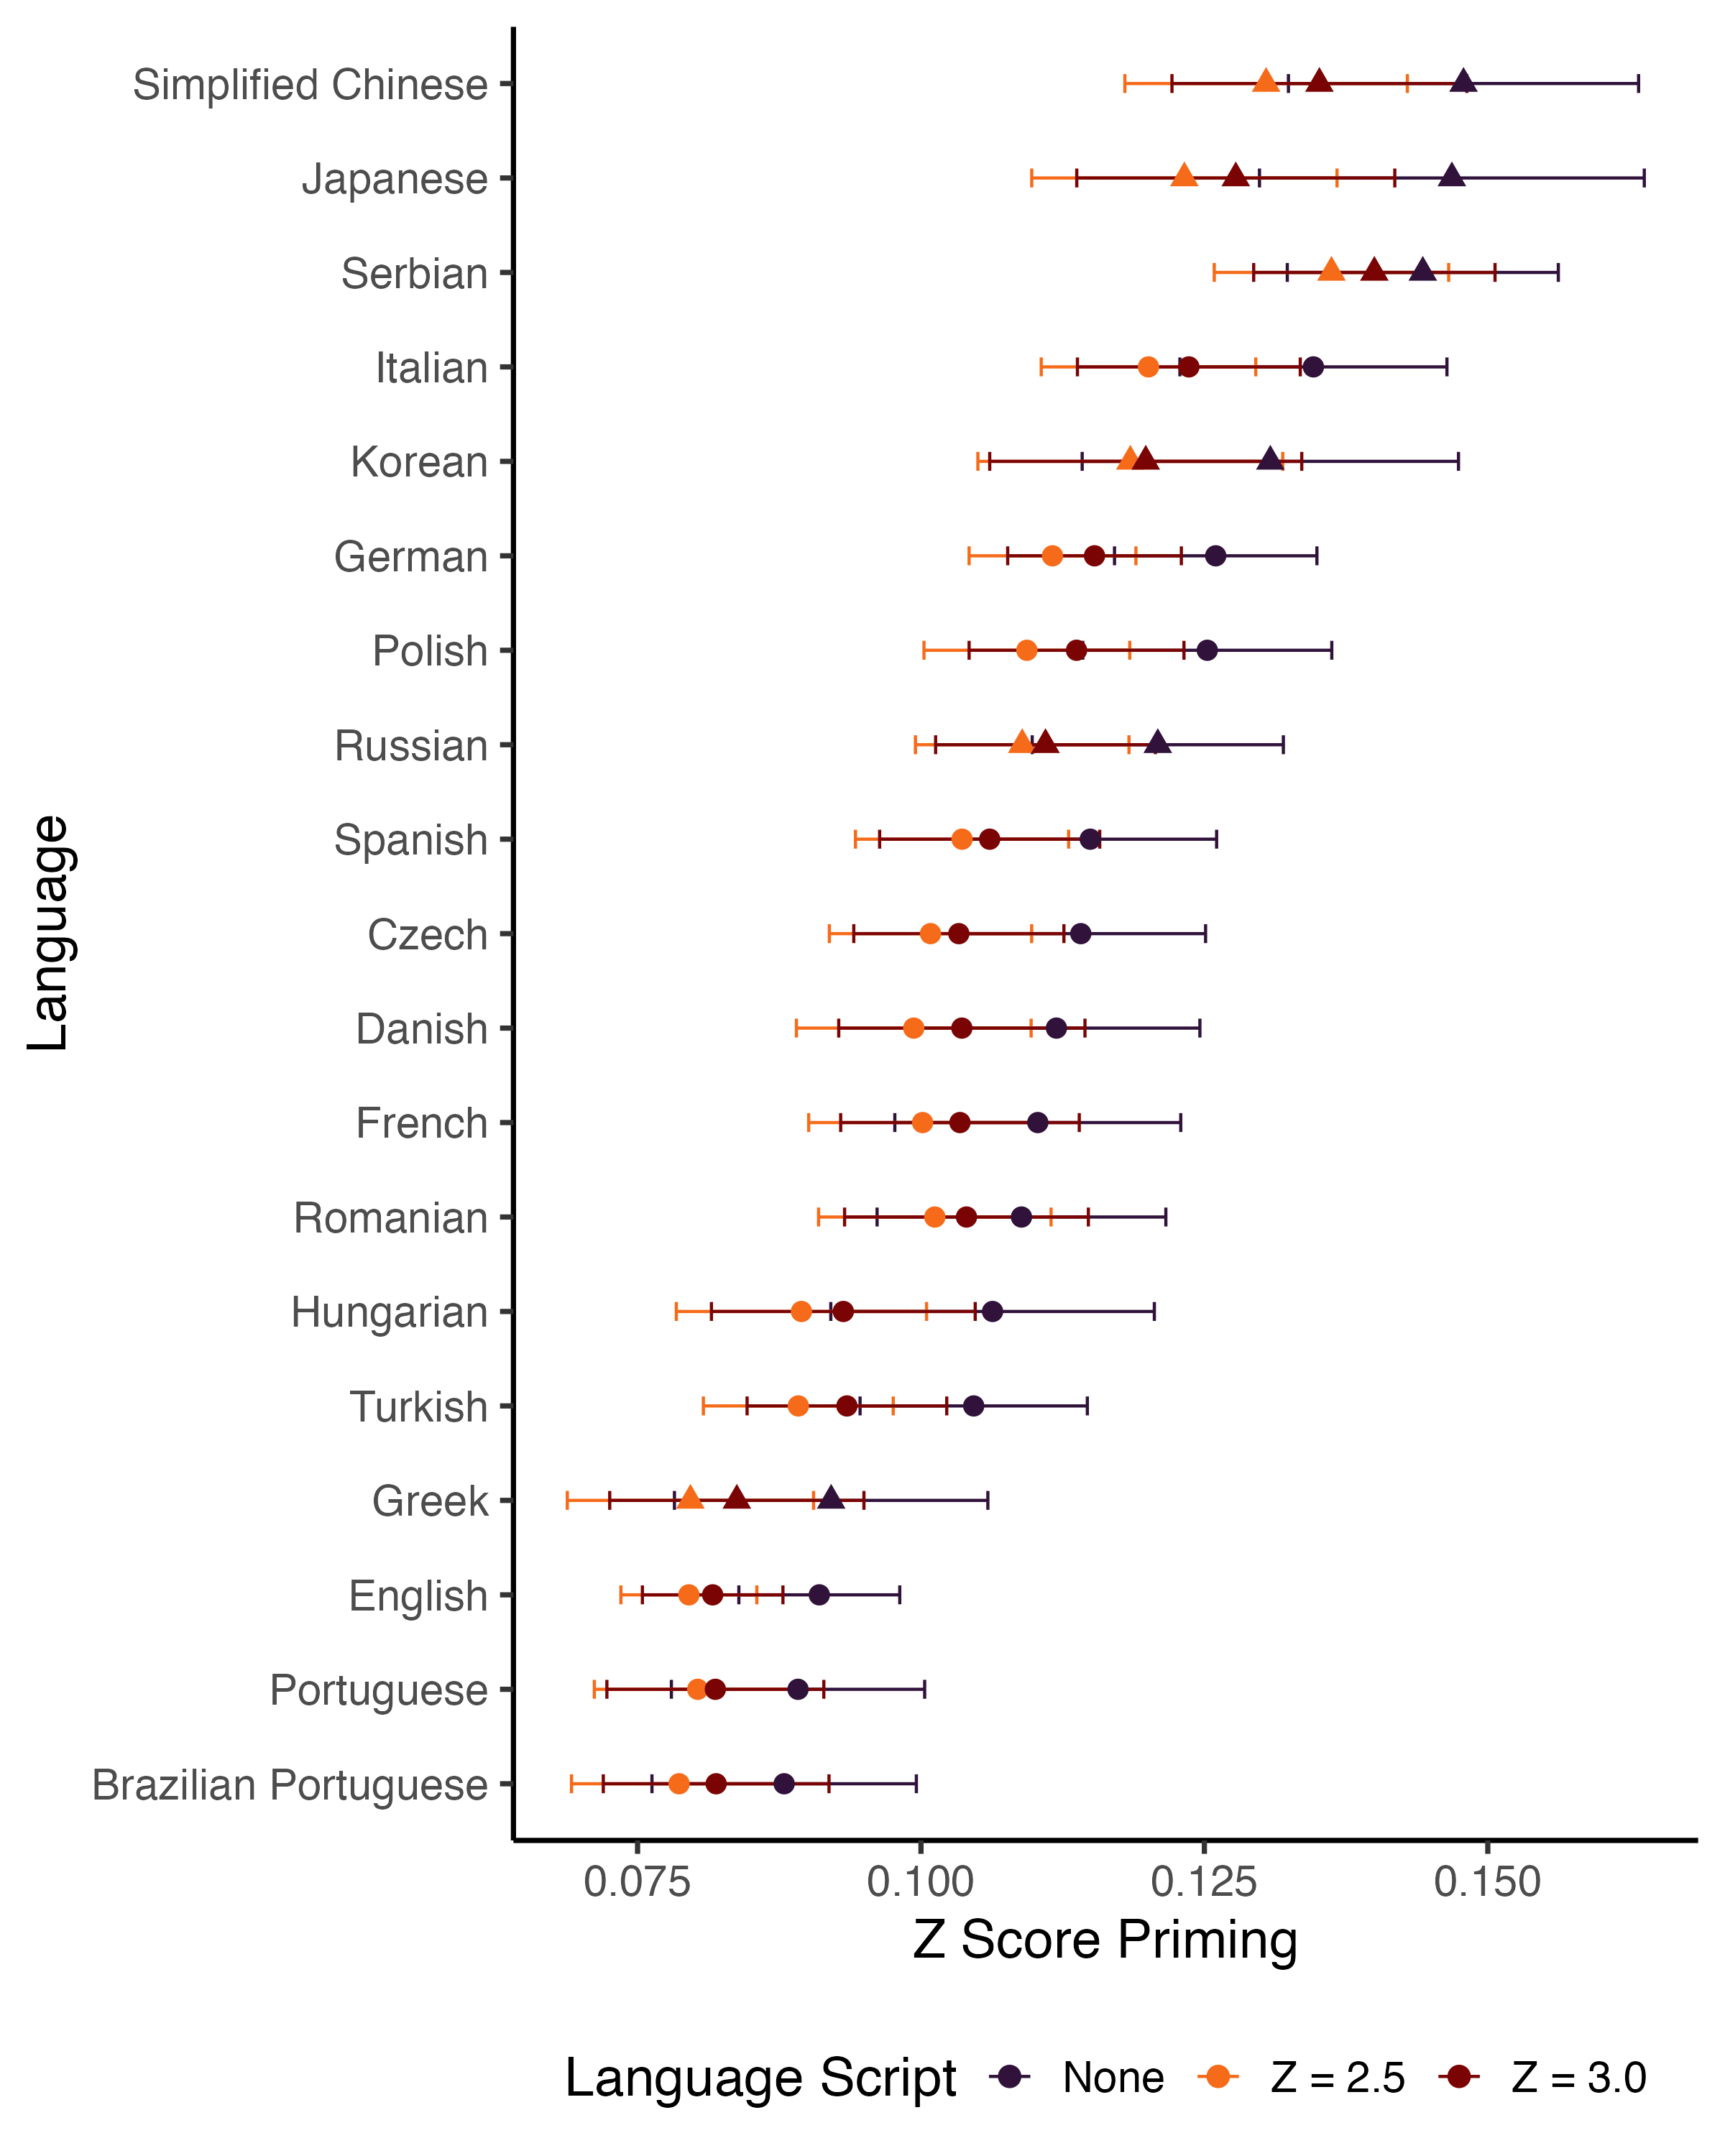 Simplified Chinese
Japanese
Serbian
Italian
Korean
German
Polish
Russian
Spanish
Czech
Danish
French
Romanian
Hungarian
Turkish
Greek
English
Portuguese
Brazilian Portuguese
Language
0.075 0.100 0.125 0.150
Z Score Priming
Language Script None Z = 2.5 Z = 3.0